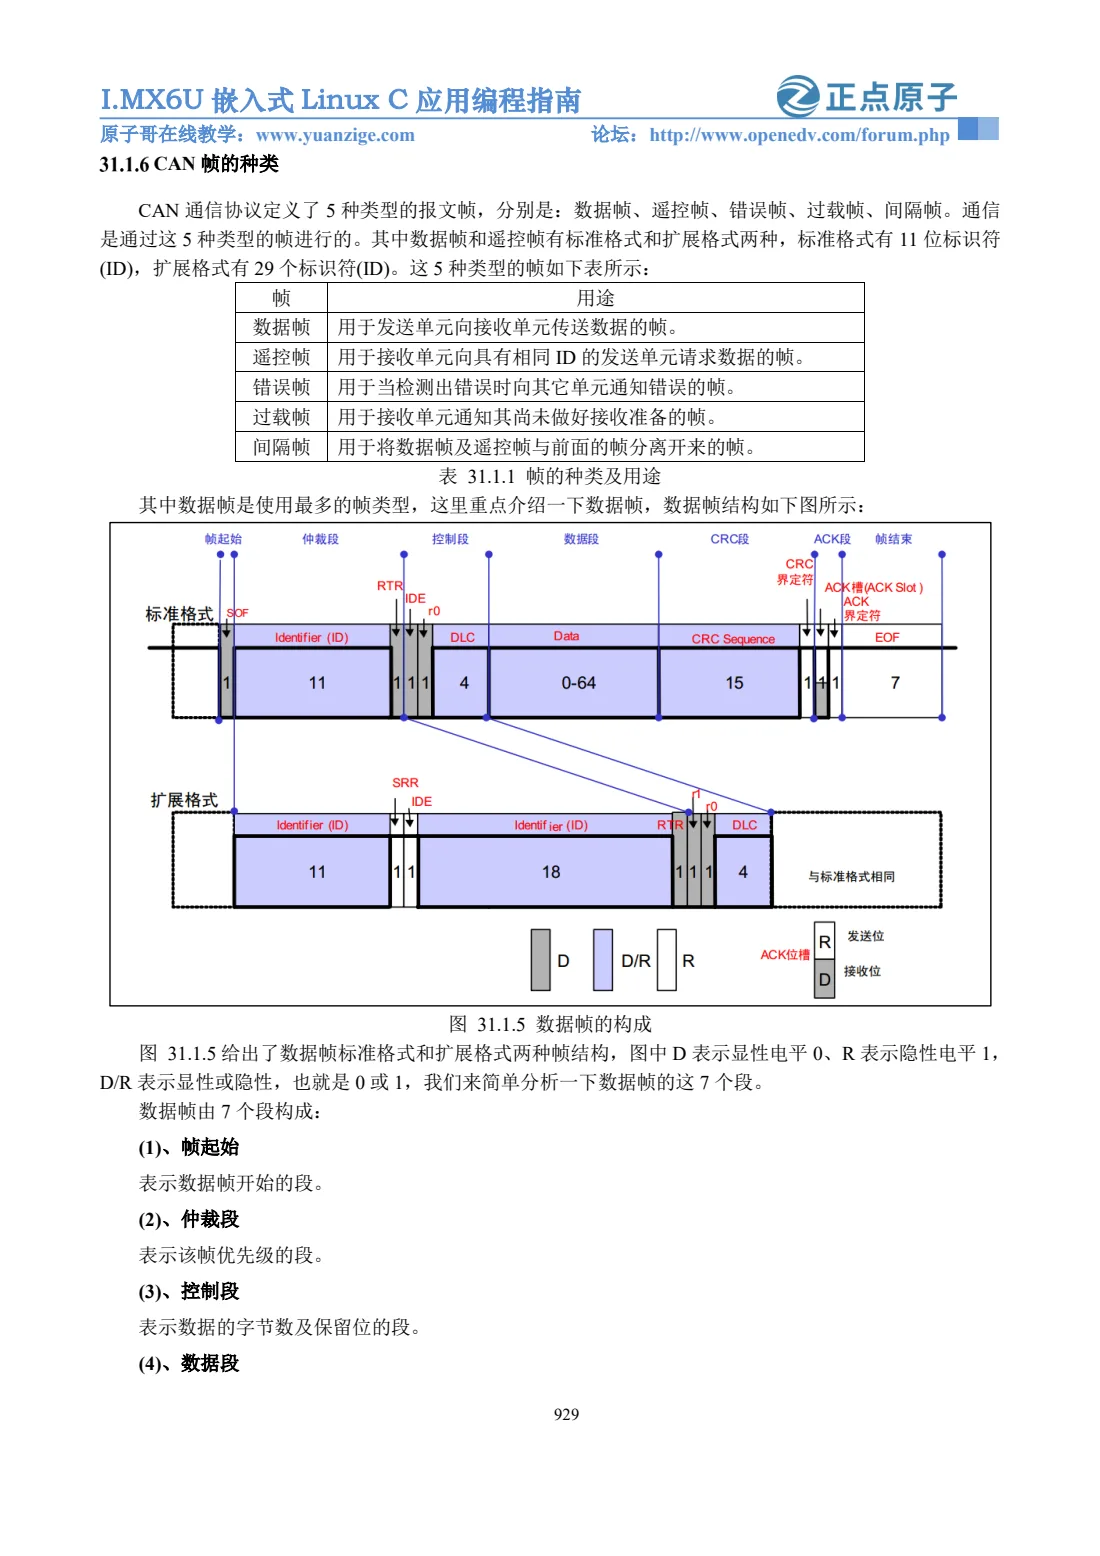 I.MX6U 嵌入式 Linux C 应用编程指南
正点原子
原子哥在线教学：www.yuanzige.com 论坛：http://www.openedv.com/forum.php
31.1.6 CAN 帧的种类
CAN 通信协议定义了 5 种类型的报文帧，分别是：数据帧、遥控帧、错误帧、过载帧、间隔帧。通信
是通过这 5 种类型的帧进行的。其中数据帧和遥控帧有标准格式和扩展格式两种，标准格式有 11 位标识符
(ID)，扩展格式有 29 个标识符(ID)。这 5 种类型的帧如下表所示：
帧 用途
数据帧 用于发送单元向接收单元传送数据的帧。
遥控帧 用于接收单元向具有相同 ID 的发送单元请求数据的帧。
错误帧 用于当检测出错误时向其它单元通知错误的帧。
过载帧 用于接收单元通知其尚未做好接收准备的帧。
间隔帧 用于将数据帧及遥控帧与前面的帧分离开来的帧。
表 31.1.1 帧的种类及用途
其中数据帧是使用最多的帧类型，这里重点介绍一下数据帧，数据帧结构如下图所示：
帧起始 仲裁段 控制段 数据段 CRC段 ACK段 帧结束
CRC
界定符
RTR
IDE
r0
ACK槽(ACK Slot )
ACK
界定符
标准格式
SOF
Identifier (ID) DLC Data CRC Sequence EOF
1 11 1 1 1 4 0-64 15 1 1 1 7
SRR
IDE
r1
r0
扩展格式
Identifier (ID) Identifier (ID) RTR DLC
11 1 1 18 1 1 1 4 与标准格式相同
D D/R R
ACK位槽
R 发送位
D 接收位
图 31.1.5 数据帧的构成
图 31.1.5 给出了数据帧标准格式和扩展格式两种帧结构，图中 D 表示显性电平 0、R 表示隐性电平 1，
D/R 表示显性或隐性，也就是 0 或 1，我们来简单分析一下数据帧的这 7 个段。
数据帧由 7 个段构成：
(1)、帧起始
表示数据帧开始的段。
(2)、仲裁段
表示该帧优先级的段。
(3)、控制段
表示数据的字节数及保留位的段。
(4)、数据段
929